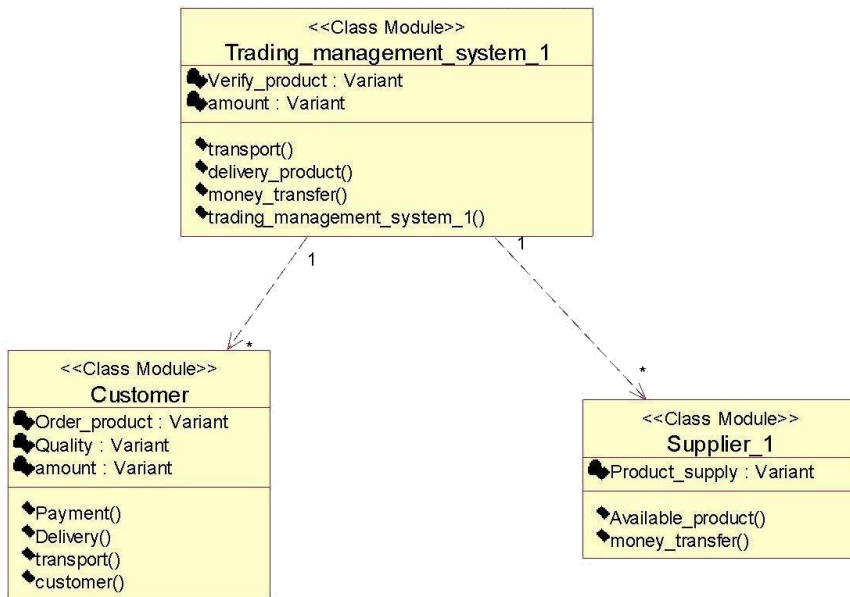 <<Class Module>>
Trading_management_system_1
Verify_product : Variant
amount : Variant
transport()
delivery_product()
money_transfer()
trading_management_system_1()
1
1
*
*
<<Class Module>>
Customer
Order_product : Variant
Quality : Variant
amount : Variant
Payment()
Delivery()
transport()
customer()
<<Class Module>>
Supplier_1
Product_supply : Variant
Available_product()
money_transfer()